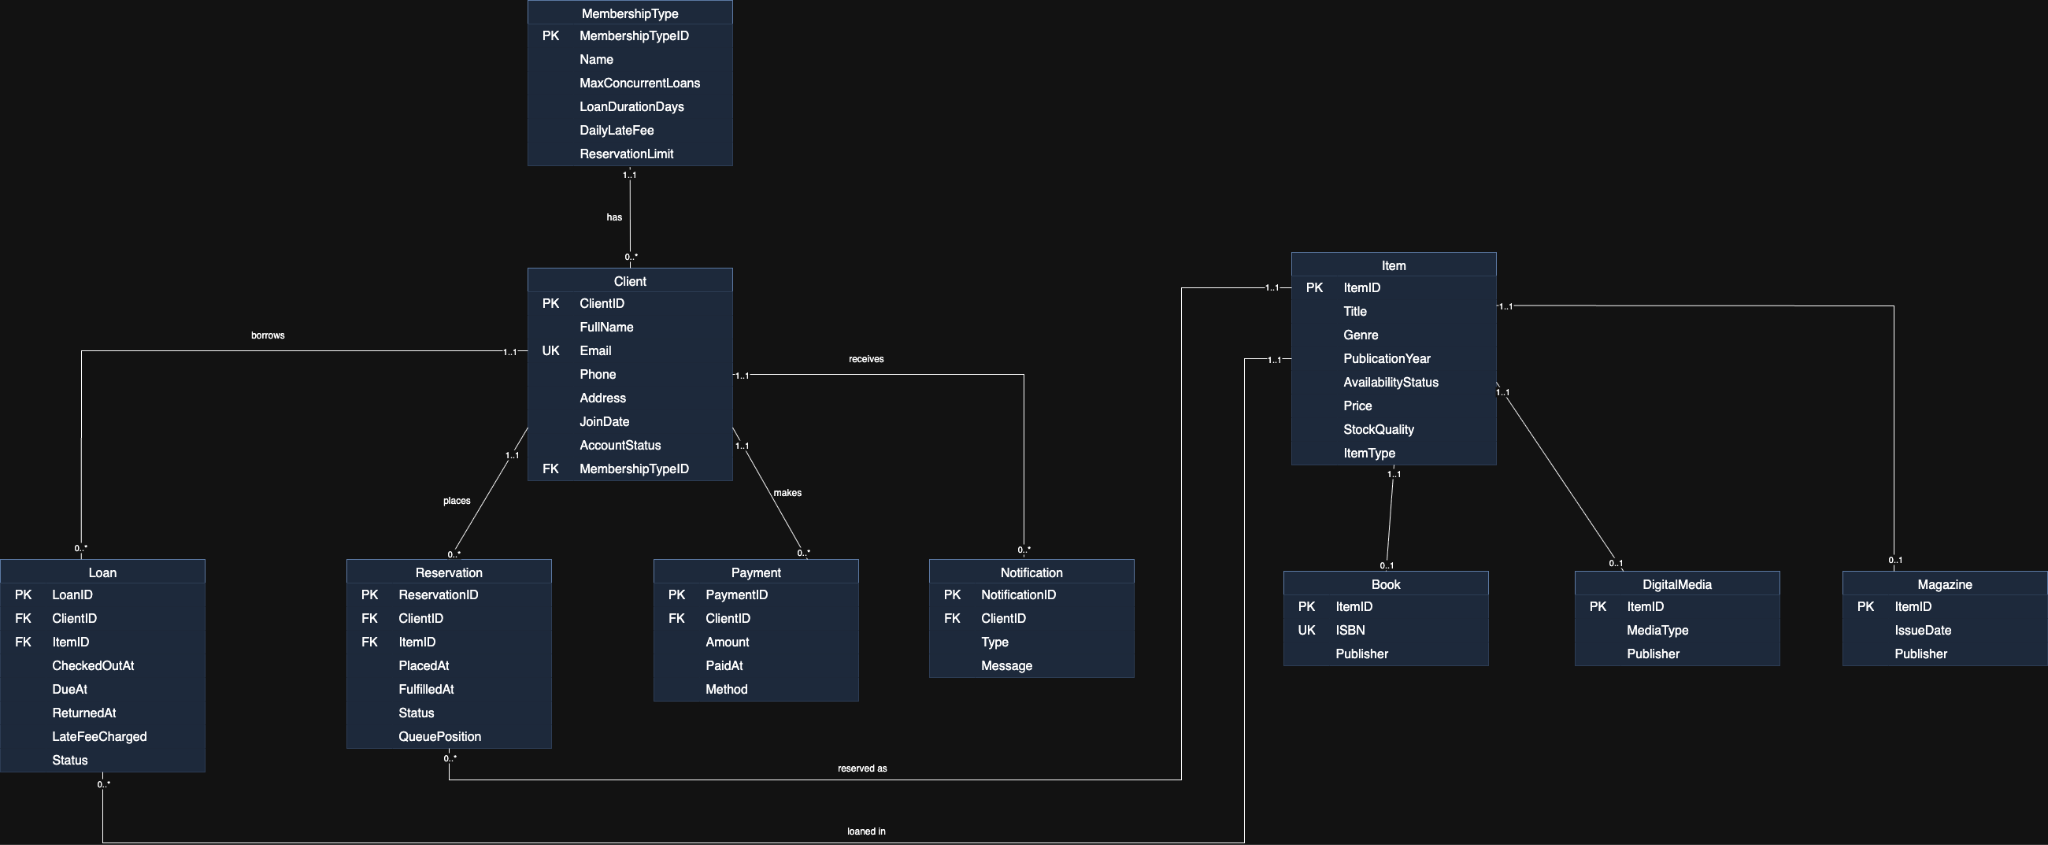 MembershipType
PK MembershipTypeID
Name
MaxConcurrentLoans
LoanDurationDays
DailyLateFee
ReservationLimit
1..1
has
0..*
Client
PK ClientID
FullName
UK Email
Phone
Address
JoinDate
AccountStatus
FK MembershipTypeID
borrows
1..1
0..*
places
1..1
0..*
makes
1..1
0..*
receives
1..1
0..*
Item
PK ItemID
Title
Genre
PublicationYear
AvailabilityStatus
Price
StockQuality
ItemType
1..1
1..1
1..1
1..1
1..1
0..1
0..1
0..1
Loan
PK LoanID
FK ClientID
FK ItemID
CheckedOutAt
DueAt
ReturnedAt
LateFeeCharged
Status
0..*
Reservation
PK ReservationID
FK ClientID
FK ItemID
PlacedAt
FulfilledAt
Status
QueuePosition
0..*
Payment
PK PaymentID
FK ClientID
Amount
PaidAt
Method
Notification
PK NotificationID
FK ClientID
Type
Message
Book
PK ItemID
UK ISBN
Publisher
DigitalMedia
PK ItemID
MediaType
Publisher
Magazine
PK ItemID
IssueDate
Publisher
reserved as
loaned in